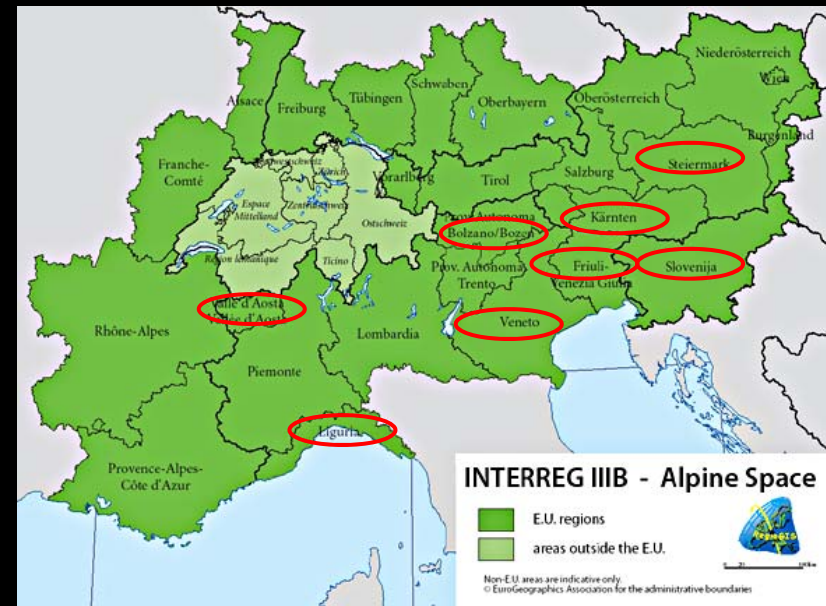 Niederösterreich
Wien
Schwaben
Tübingen
Oberbayern
Oberösterreich
Alsace
Freiburg
Burgenland
Steiermark
Franche-
Comté
Vorarlberg
Tirol
Salzburg
Zürich
Espace
Mittelland
Zentralschweiz
Ostschweiz
Prov. Autonoma
Bolzano/Bozen
Kärnten
Région lémanique
Ticino
Prov. Autonoma
Trento
Friuli-
Venezia Giulia
Slovenija
Valle d'Aosta
Vallée d'Aoste
Rhône-Alpes
Lombardia
Veneto
Piemonte
Liguria
Provence-Alpes-
Côte d'Azur
INTERREG IIIB - Alpine Space
E.U. regions
areas outside the E.U.
Non-E.U. areas are indicative only.
© EuroGeographics Association for the administrative boundaries